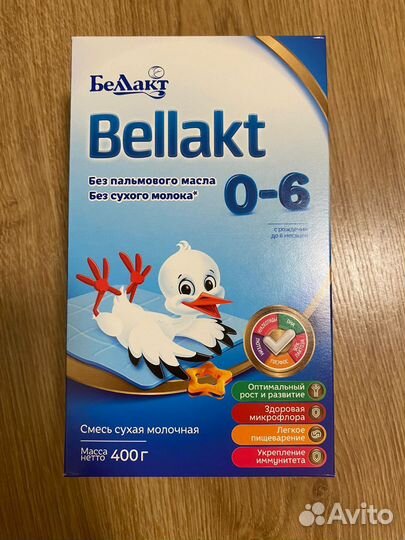 Беллакт
Bellakt
Без пальмового масла
Без сухого молока*
0-6
с рождения
до 6 месяцев
Оптимальный
рост и развитие
Здоровая
микрофлора
Легкое
пищеварение
Укрепление
иммунитета
Смесь сухая молочная
Масса
нетто 400 г
Avito